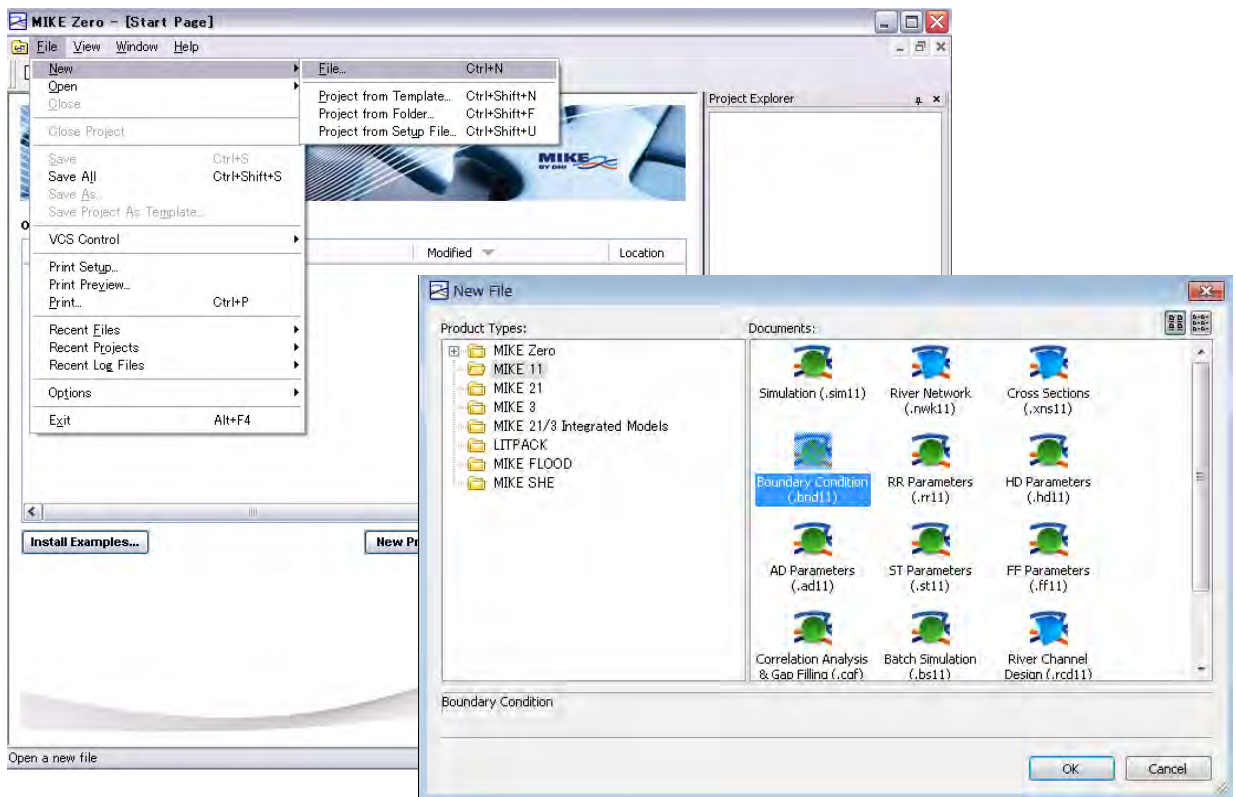 MIKE Zero - [Start Page]
File View Window Help
New
Open
Close
Close Project
Save Ctrl+S
Save All Ctrl+Shift+S
Save As...
Save Project As Template...
VCS Control
Print Setup...
Print Preview...
Print... Ctrl+P
Recent Files
Recent Projects
Recent Log Files
Options
Exit Alt+F4
File... Ctrl+N
Project from Template... Ctrl+Shift+N
Project from Folder... Ctrl+Shift+F
Project from Setup File... Ctrl+Shift+U
MIKE
BY DHI
Project Explorer
Modified Location
Install Examples...
New Pr
Open a new file
New File
Product Types:
MIKE Zero
MIKE 11
MIKE 21
MIKE 3
MIKE 21/3 Integrated Models
LITPACK
MIKE FLOOD
MIKE SHE
Documents:
Simulation (.sim11)
River Network
(.nwk11)
Cross Sections
(.xns11)
Boundary Condition
(.bnd11)
RR Parameters
(.rr11)
HD Parameters
(.hd11)
AD Parameters
(.ad11)
ST Parameters
(.st11)
FF Parameters
(.ff11)
Correlation Analysis
& Gap Filling (.caf)
Batch Simulation
(.bs11)
River Channel
Design (.rcd11)
Boundary Condition
OK Cancel